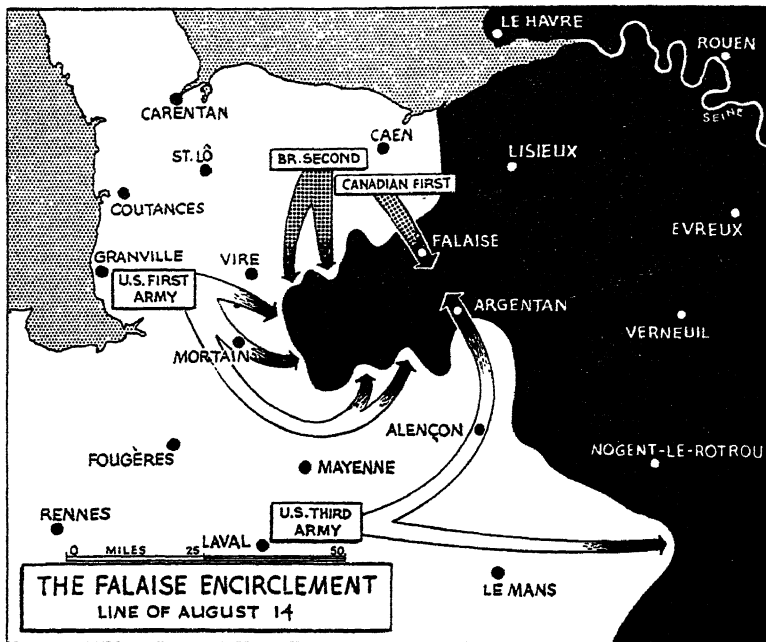 LE HAVRE
ROUEN
SEINE
CARENTAN
CAEN
ST. LÔ
BR. SECOND
LISIEUX
CANADIAN FIRST
COUTANCES
EVREUX
FALAISE
GRANVILLE
VIRE
U.S. FIRST
ARMY
ARGENTAN
VERNEUIL
MORTAIN
ALENÇON
FOUGÈRES
NOGENT-LE-ROTROU
MAYENNE
RENNES
U.S. THIRD
ARMY
LAVAL
0 MILES 25 50
LE MANS
THE FALAISE ENCIRCLEMENT
LINE OF AUGUST 14